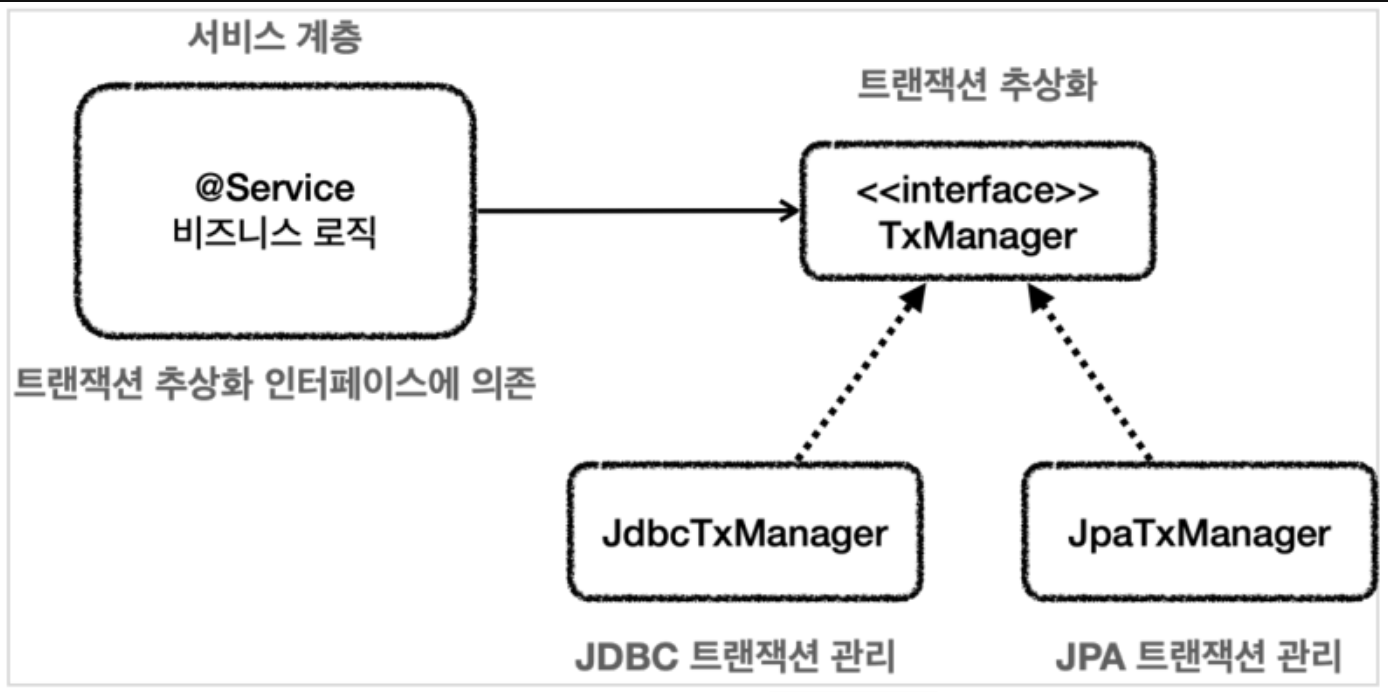 서비스 계층
@Service
비즈니스 로직
트랜잭션 추상화 인터페이스에 의존
트랜잭션 추상화
<<interface>>
TxManager
JdbcTxManager
JDBC 트랜잭션 관리
JpaTxManager
JPA 트랜잭션 관리